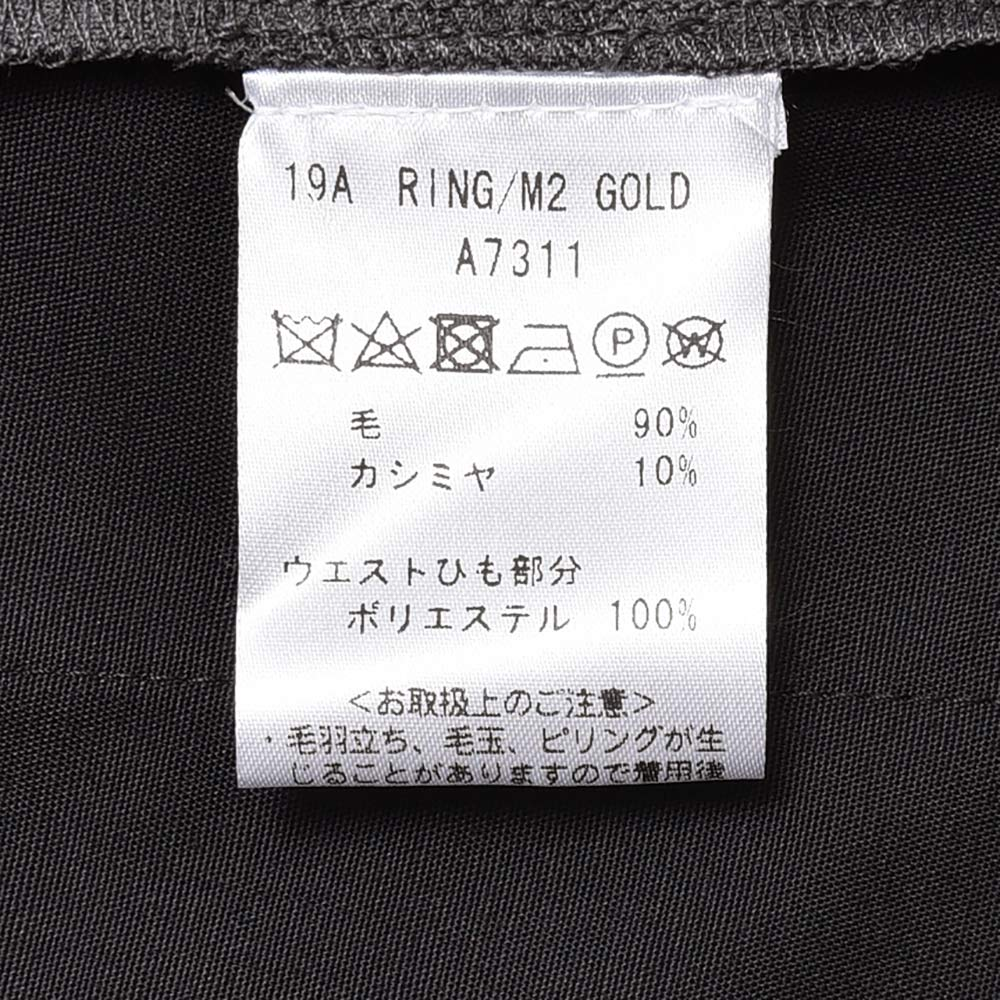 19A RING/M2 GOLD
A7311
P W
毛 90%
カシミヤ 10%
ウエストひも部分
ポリエステル 100%
<お取扱上のご注意>
・毛羽立ち、毛玉、ピリングが生
じることがありますので着用後